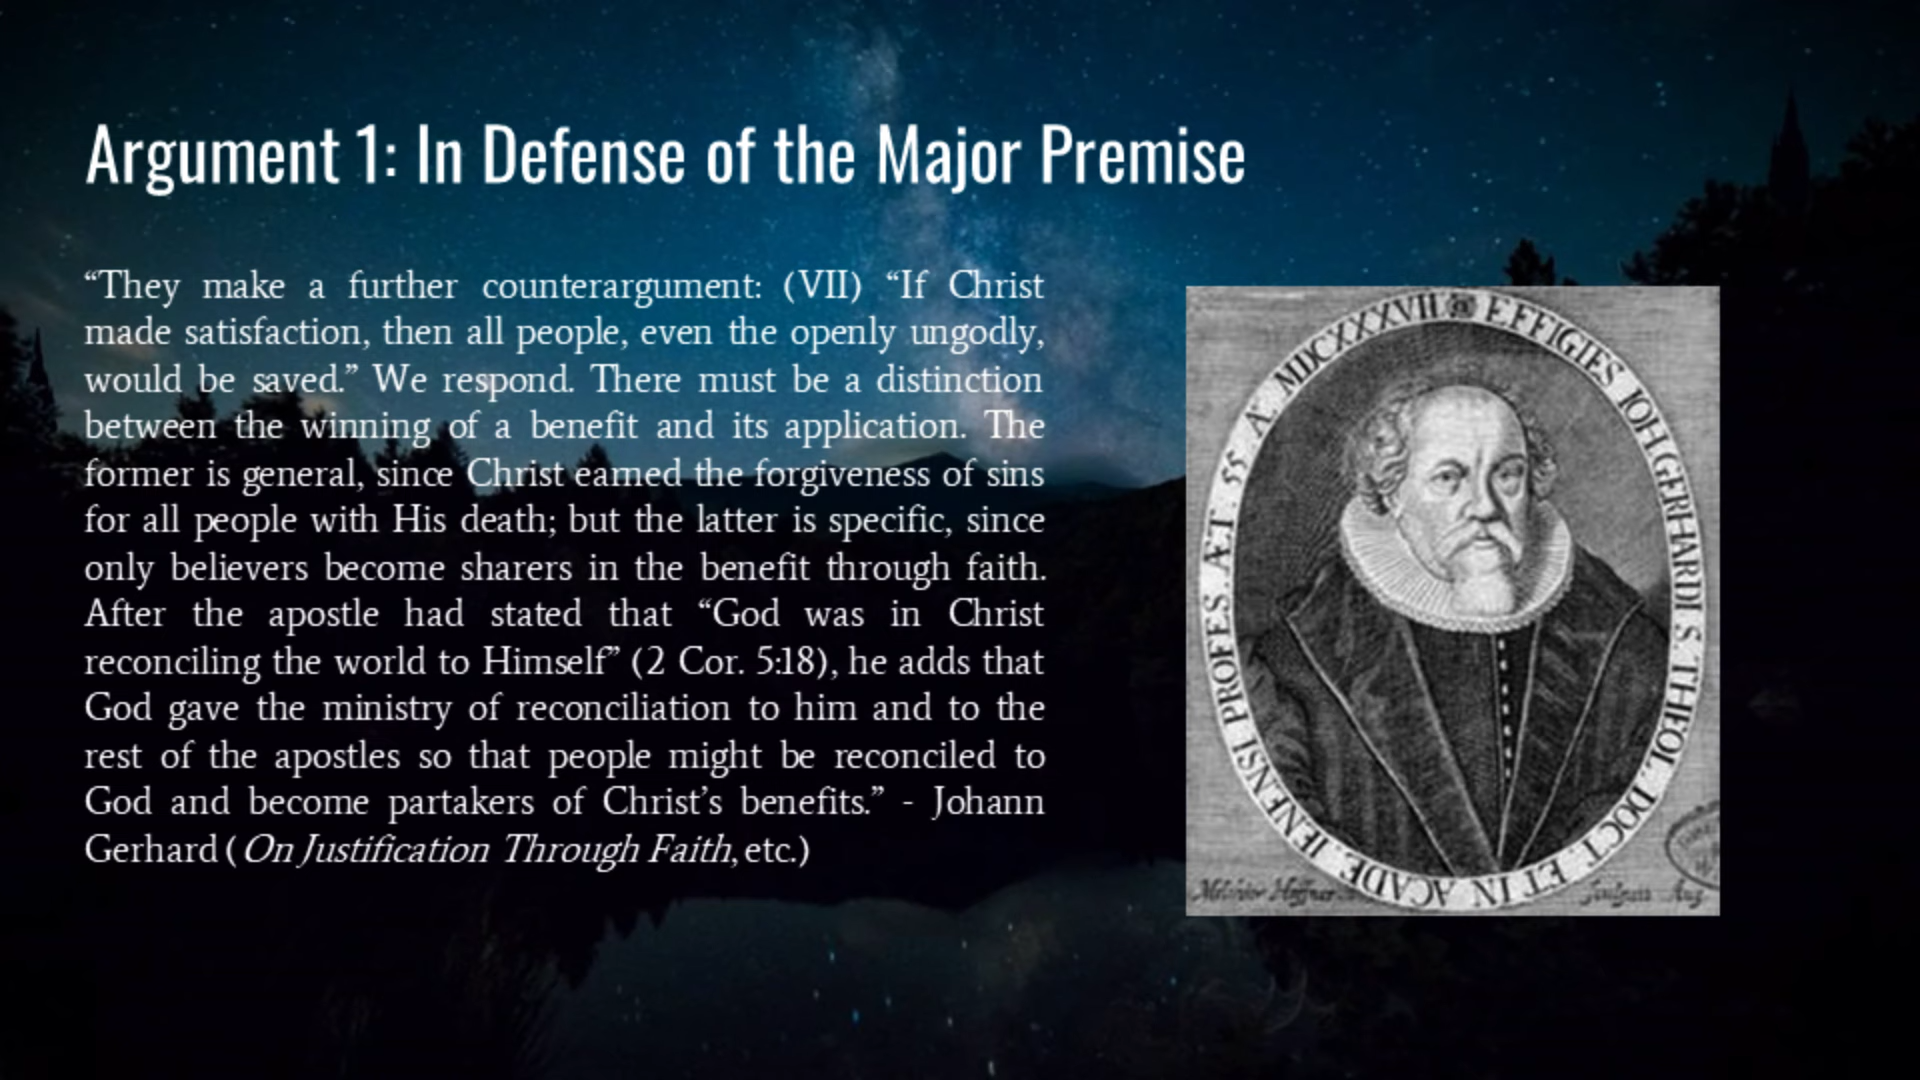 Argument 1: In Defense of the Major Premise
“They make a further counterargument: (VII) “If Christ
made satisfaction, then all people, even the openly ungodly,
would be saved.” We respond. There must be a distinction
between the winning of a benefit and its application. The
former is general, since Christ earned the forgiveness of sins
for all people with His death; but the latter is specific, since
only believers become sharers in the benefit through faith.
After the apostle had stated that “God was in Christ
reconciling the world to Himself” (2 Cor. 5:18), he adds that
God gave the ministry of reconciliation to him and to the
rest of the apostles so that people might be reconciled to
God and become partakers of Christ’s benefits.” - Johann
Gerhard (On Justification Through Faith, etc.)
EFFIGIES IOH GERHARDI S. THEOL. DOCT. ET IN ACADE. IENENSI PROFES. ÆT. 55 A. MDCXXXVII
Melchior Haffner
Sculpsit Aug